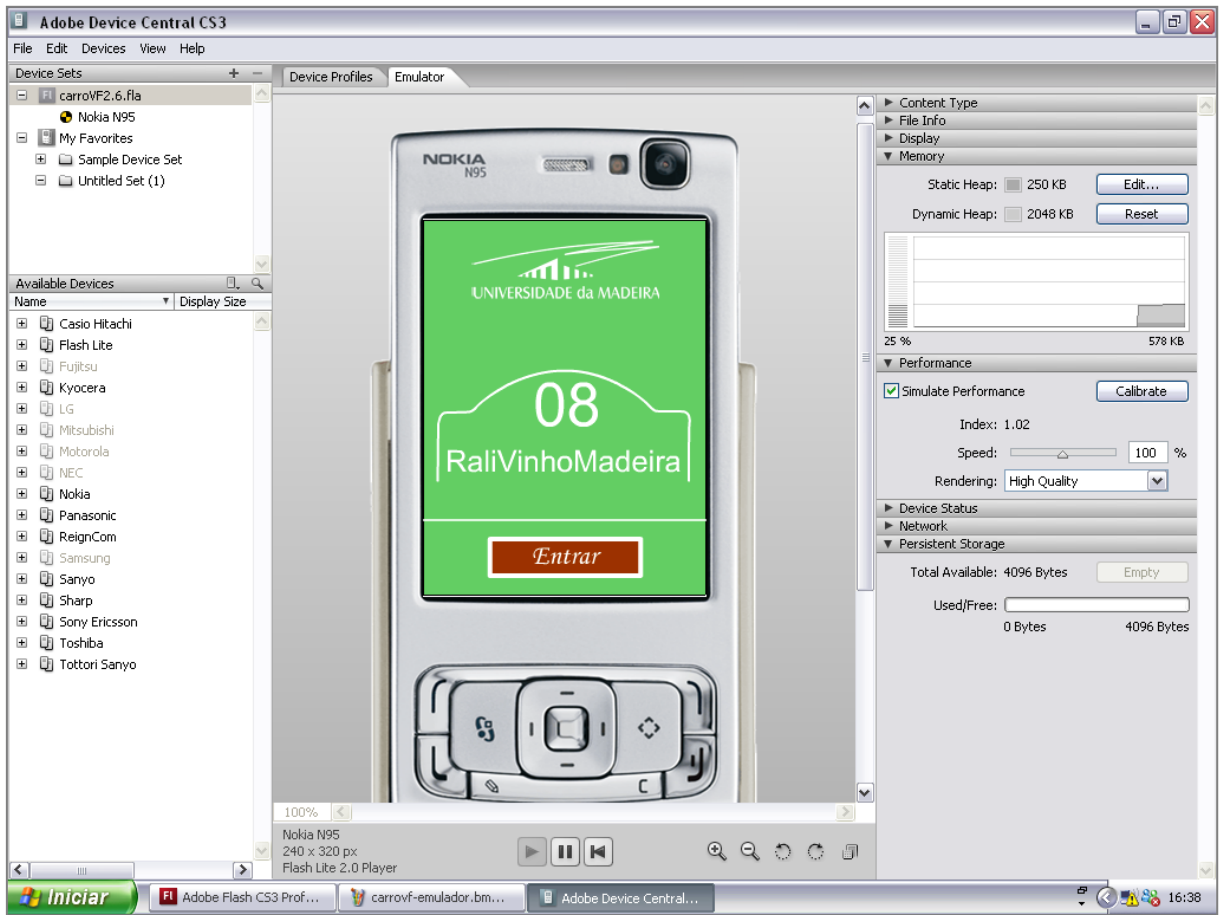 Adobe Device Central CS3
File Edit Devices View Help
Device Sets
carroVF2.6.fla
Nokia N95
My Favorites
Sample Device Set
Untitled Set (1)
Available Devices
Name Display Size
Casio Hitachi
Flash Lite
Fujitsu
Kyocera
LG
Mitsubishi
Motorola
NEC
Nokia
Panasonic
ReignCom
Samsung
Sanyo
Sharp
Sony Ericsson
Toshiba
Tottori Sanyo
Device Profiles Emulator
NOKIA
N95
UNIVERSIDADE da MADEIRA
08
RaliVinhoMadeira
Entrar
C
100%
Nokia N95
240 x 320 px
Flash Lite 2.0 Player
Content Type
File Info
Display
Memory
Static Heap: 250 KB Edit...
Dynamic Heap: 2048 KB Reset
25 % 578 KB
Performance
Simulate Performance Calibrate
Index: 1.02
Speed: 100 %
Rendering: High Quality
Device Status
Network
Persistent Storage
Total Available: 4096 Bytes Empty
Used/Free:
0 Bytes 4096 Bytes
Iniciar Fl Adobe Flash CS3 Prof... carrovf-emulador.bm... Adobe Device Central... 16:38